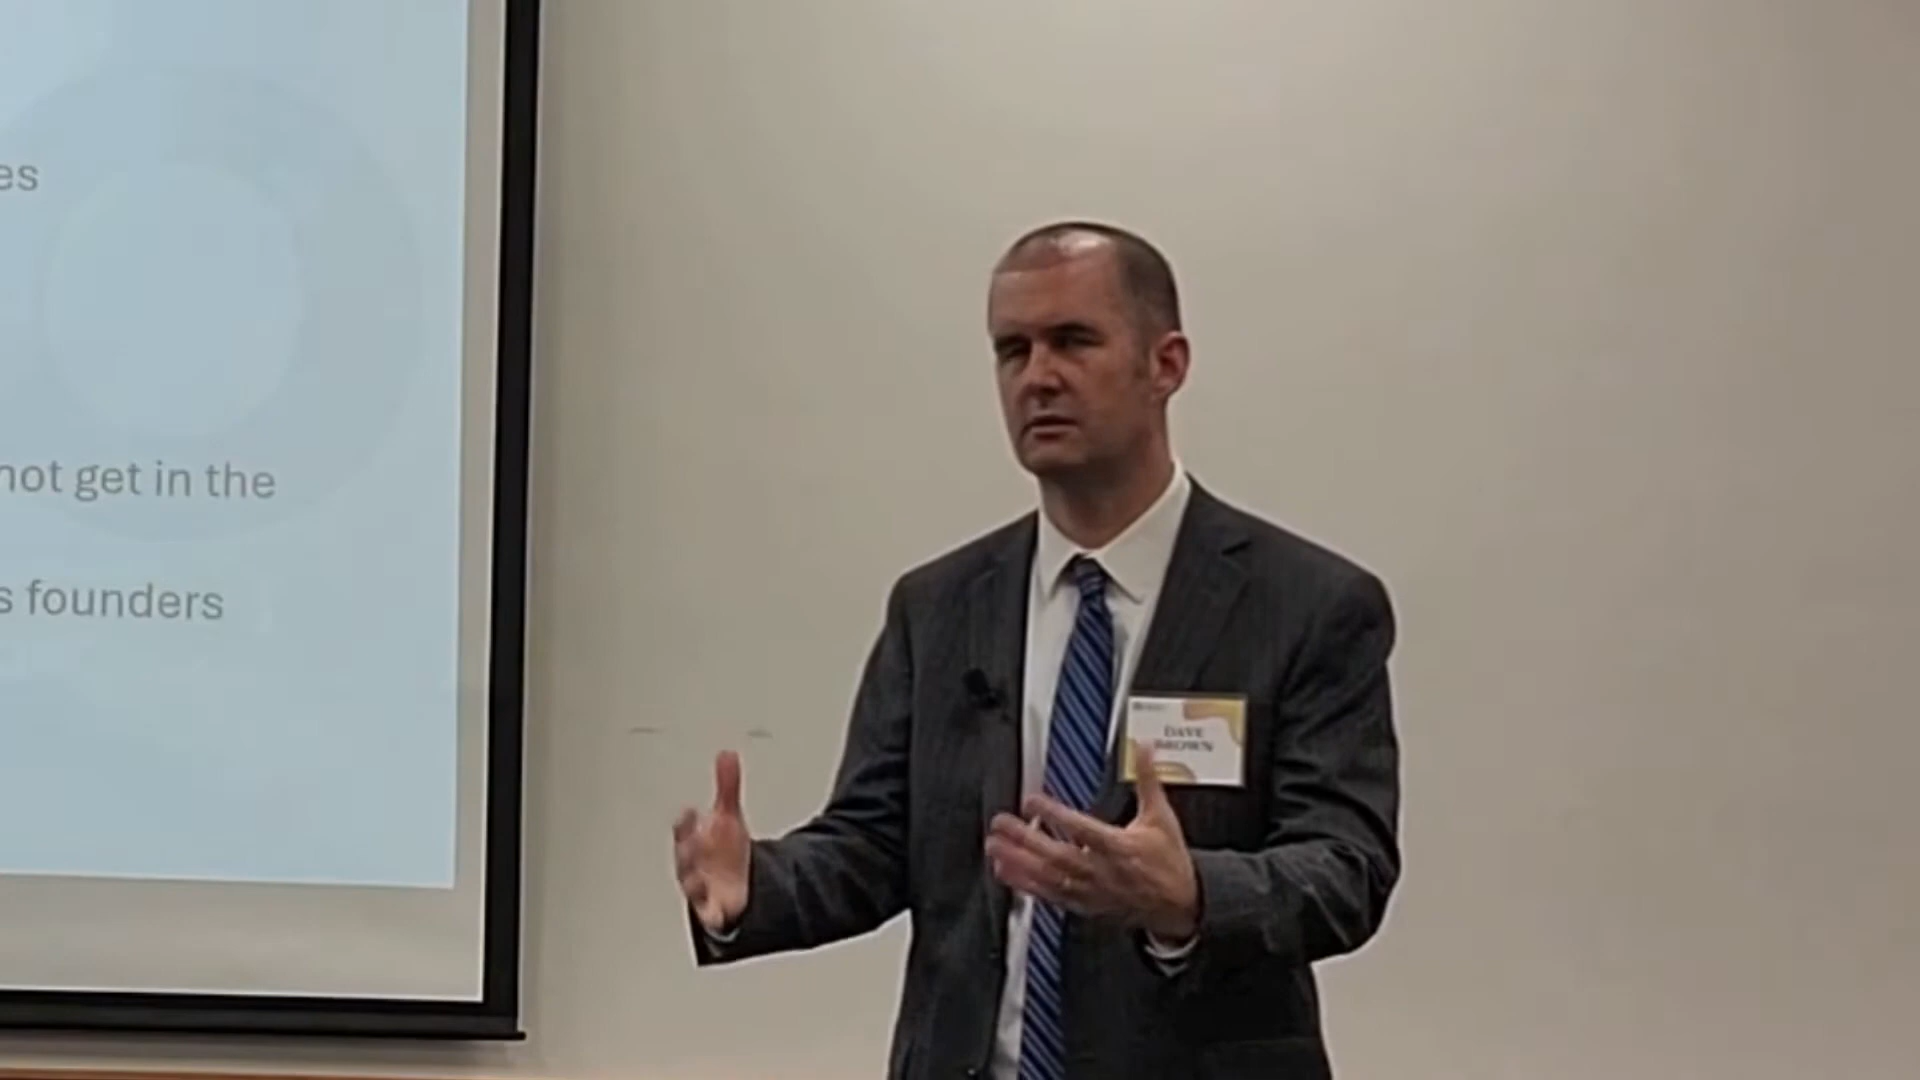 es
not get in the
s founders
DAVE
BROWN